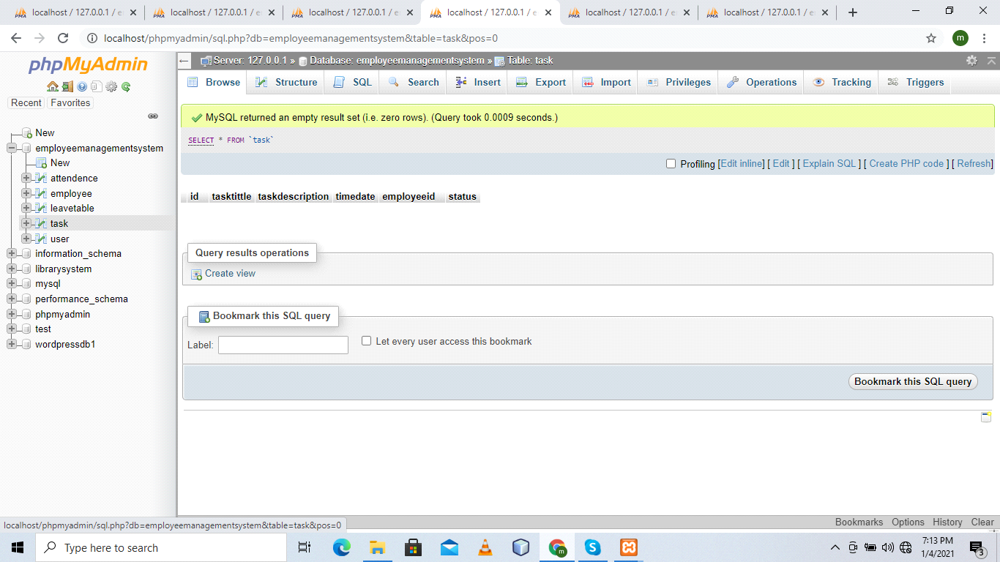 localhost / 127.0.0.1 / e
localhost / 127.0.0.1 / e
localhost / 127.0.0.1 / e
localhost / 127.0.0.1 / e
localhost / 127.0.0.1 / e
localhost / 127.0.0.1 / e
localhost/phpmyadmin/sql.php?db=employeemanagementsystem&table=task&pos=0
m
phpMyAdmin
Recent Favorites
New
employeemanagementsystem
New
attendence
employee
leavetable
task
user
information_schema
librarysystem
mysql
performance_schema
phpmyadmin
test
wordpressdb1
Server: 127.0.0.1 » Database: employeemanagementsystem » Table: task
Browse Structure SQL Search Insert Export Import Privileges Operations Tracking Triggers
MySQL returned an empty result set (i.e. zero rows). (Query took 0.0009 seconds.)
SELECT * FROM `task`
Profiling [Edit inline] [ Edit ] [ Explain SQL ] [ Create PHP code ] [ Refresh]
id tasktittle taskdescription timedate employeeid status
Query results operations
Create view
Bookmark this SQL query
Label: Let every user access this bookmark
Bookmark this SQL query
Bookmarks Options History Clear
localhost/phpmyadmin/sql.php?db=employeemanagementsystem&table=task&pos=0
Type here to search
7:13 PM
1/4/2021
3